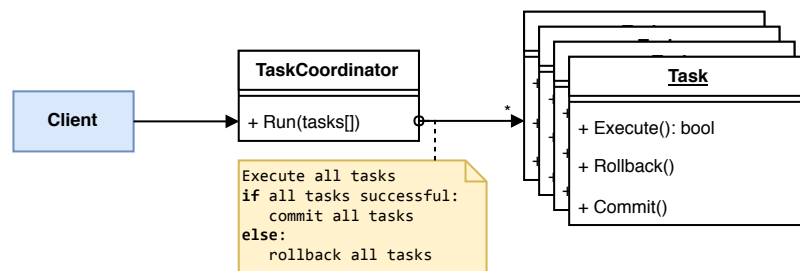 Client
TaskCoordinator
+ Run(tasks[])
*
Task
+ Execute(): bool
+ Rollback()
+ Commit()
Execute all tasks
if all tasks successful:
commit all tasks
else:
rollback all tasks